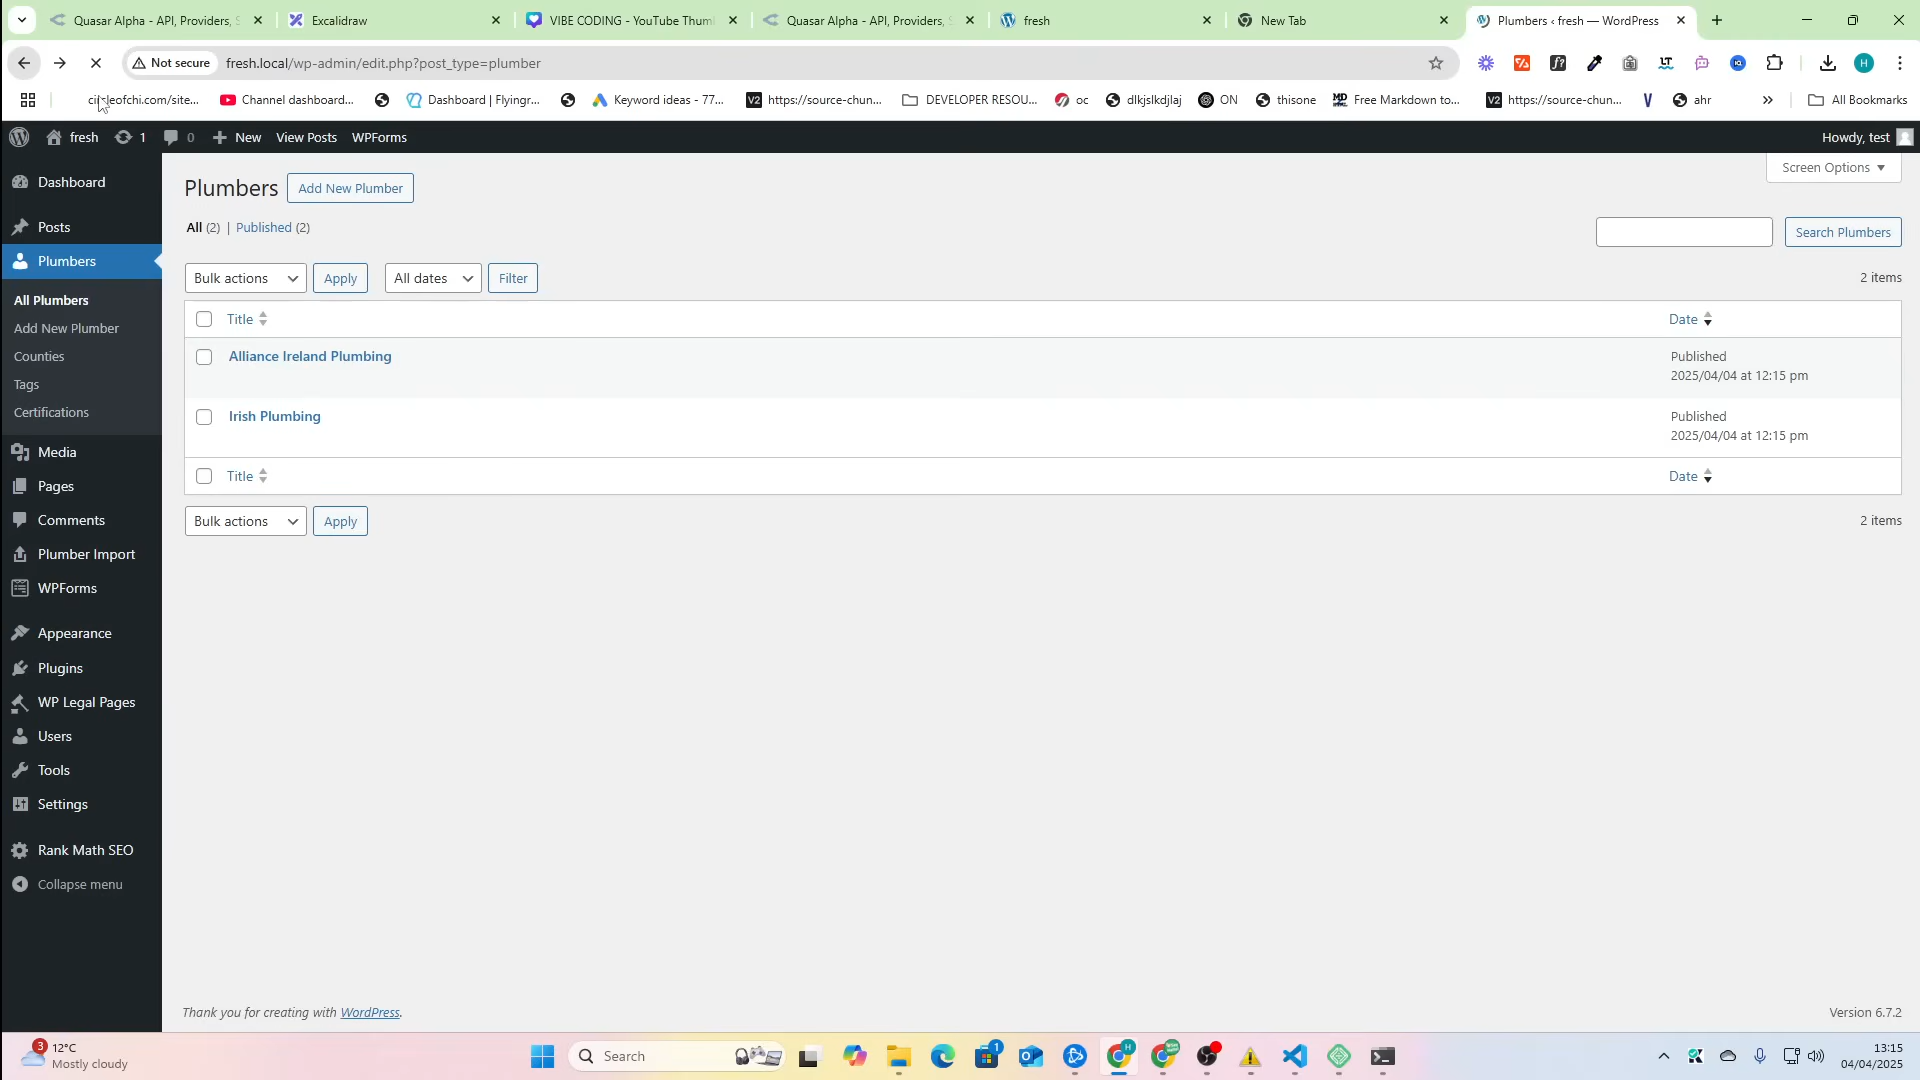 Quasar Alpha - API, Providers, S
Excalidraw
VIBE CODING - YouTube Thum
Quasar Alpha - API, Providers, S
fresh
New Tab
Plumbers ‹ fresh — WordPress
Not secure
fresh.local/wp-admin/edit.php?post_type=plumber
Channel dashboard...
Dashboard | Flyingr...
Keyword ideas - 77...
https://source-chun...
DEVELOPER RESOU...
oc
dlkjslkdjlaj
ON
thisone
Free Markdown to...
https://source-chun...
ahr
All Bookmarks
fresh
1
0
New
View Posts
WPForms
Howdy, test
Dashboard
Posts
Plumbers
All Plumbers
Add New Plumber
Counties
Tags
Certifications
Media
Pages
Comments
Plumber Import
WPForms
Appearance
Plugins
WP Legal Pages
Users
Tools
Settings
Rank Math SEO
Collapse menu
Screen Options
Plumbers
Add New Plumber
All (2) | Published (2)
Search Plumbers
Bulk actions
Apply
All dates
Filter
2 items
Title
Date
Alliance Ireland Plumbing
Published
2025/04/04 at 12:15 pm
Irish Plumbing
Published
2025/04/04 at 12:15 pm
Title
Date
Bulk actions
Apply
2 items
Thank you for creating with WordPress.
Version 6.7.2
3
12°C
Mostly cloudy
Search
1
13:15
04/04/2025